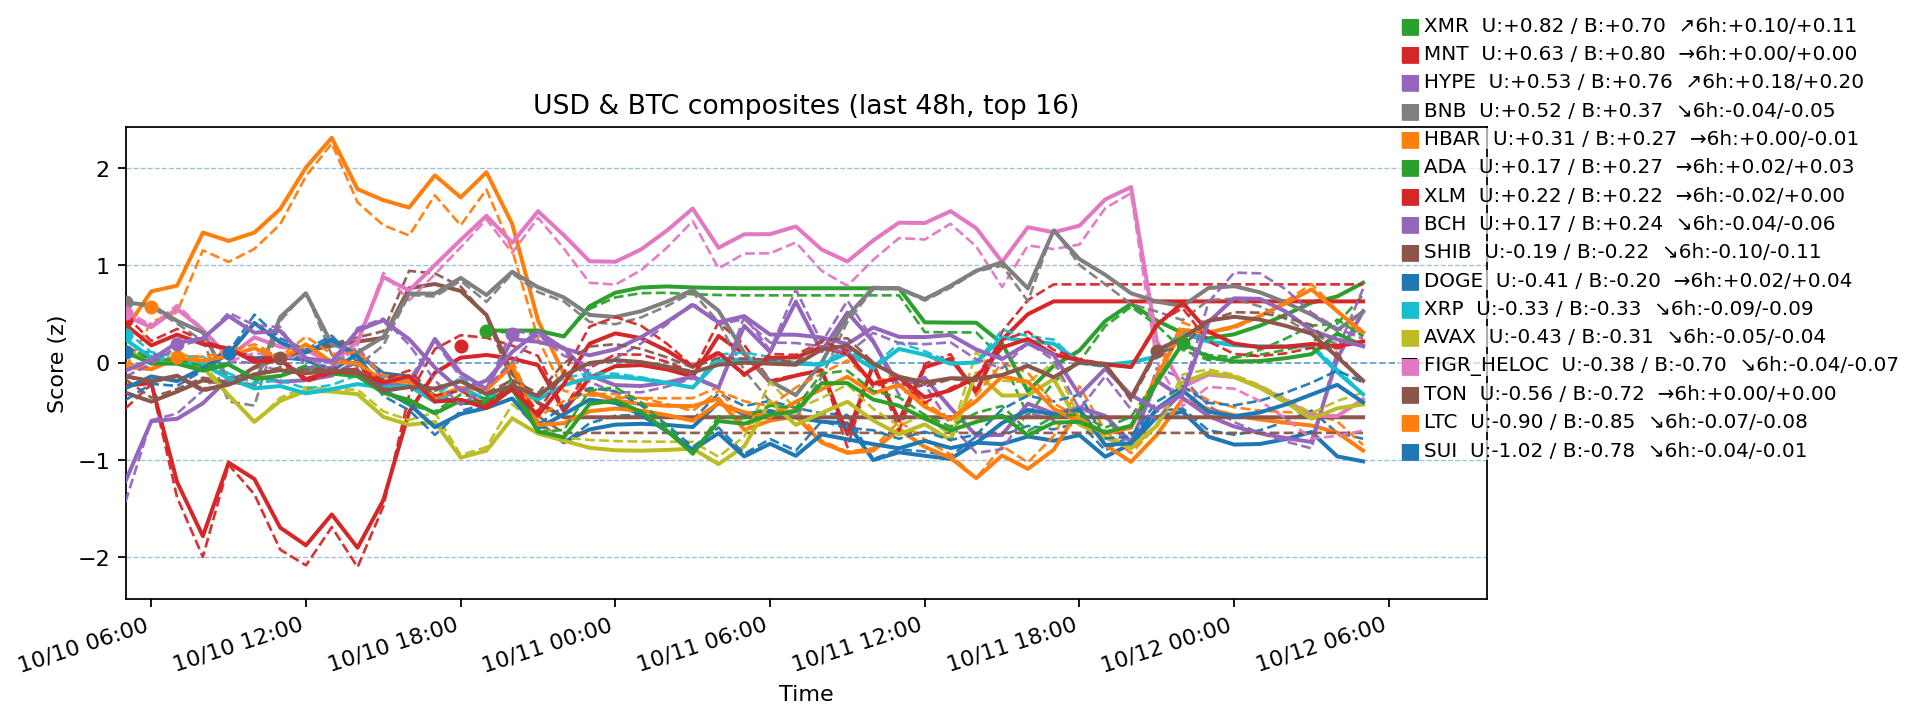 XMR U:+0.82 / B:+0.70 ↗6h:+0.10/+0.11
MNT U:+0.63 / B:+0.80 →6h:+0.00/+0.00
HYPE U:+0.53 / B:+0.76 ↗6h:+0.18/+0.20
BNB U:+0.52 / B:+0.37 ↘6h:-0.04/-0.05
HBAR U:+0.31 / B:+0.27 →6h:+0.00/-0.01
ADA U:+0.17 / B:+0.27 →6h:+0.02/+0.03
XLM U:+0.22 / B:+0.22 →6h:-0.02/+0.00
BCH U:+0.17 / B:+0.24 ↘6h:-0.04/-0.06
SHIB U:-0.19 / B:-0.22 ↘6h:-0.10/-0.11
DOGE U:-0.41 / B:-0.20 →6h:+0.02/+0.04
XRP U:-0.33 / B:-0.33 ↘6h:-0.09/-0.09
AVAX U:-0.43 / B:-0.31 ↘6h:-0.05/-0.04
FIGR_HELOC U:-0.38 / B:-0.70 ↘6h:-0.04/-0.07
TON U:-0.56 / B:-0.72 →6h:+0.00/+0.00
LTC U:-0.90 / B:-0.85 ↘6h:-0.07/-0.08
SUI U:-1.02 / B:-0.78 ↘6h:-0.04/-0.01
USD & BTC composites (last 48h, top 16)
Score (z)
2
1
0
−1
−2
10/10 06:00
10/10 12:00
10/10 18:00
10/11 00:00
10/11 06:00
10/11 12:00
10/11 18:00
10/12 00:00
10/12 06:00
Time